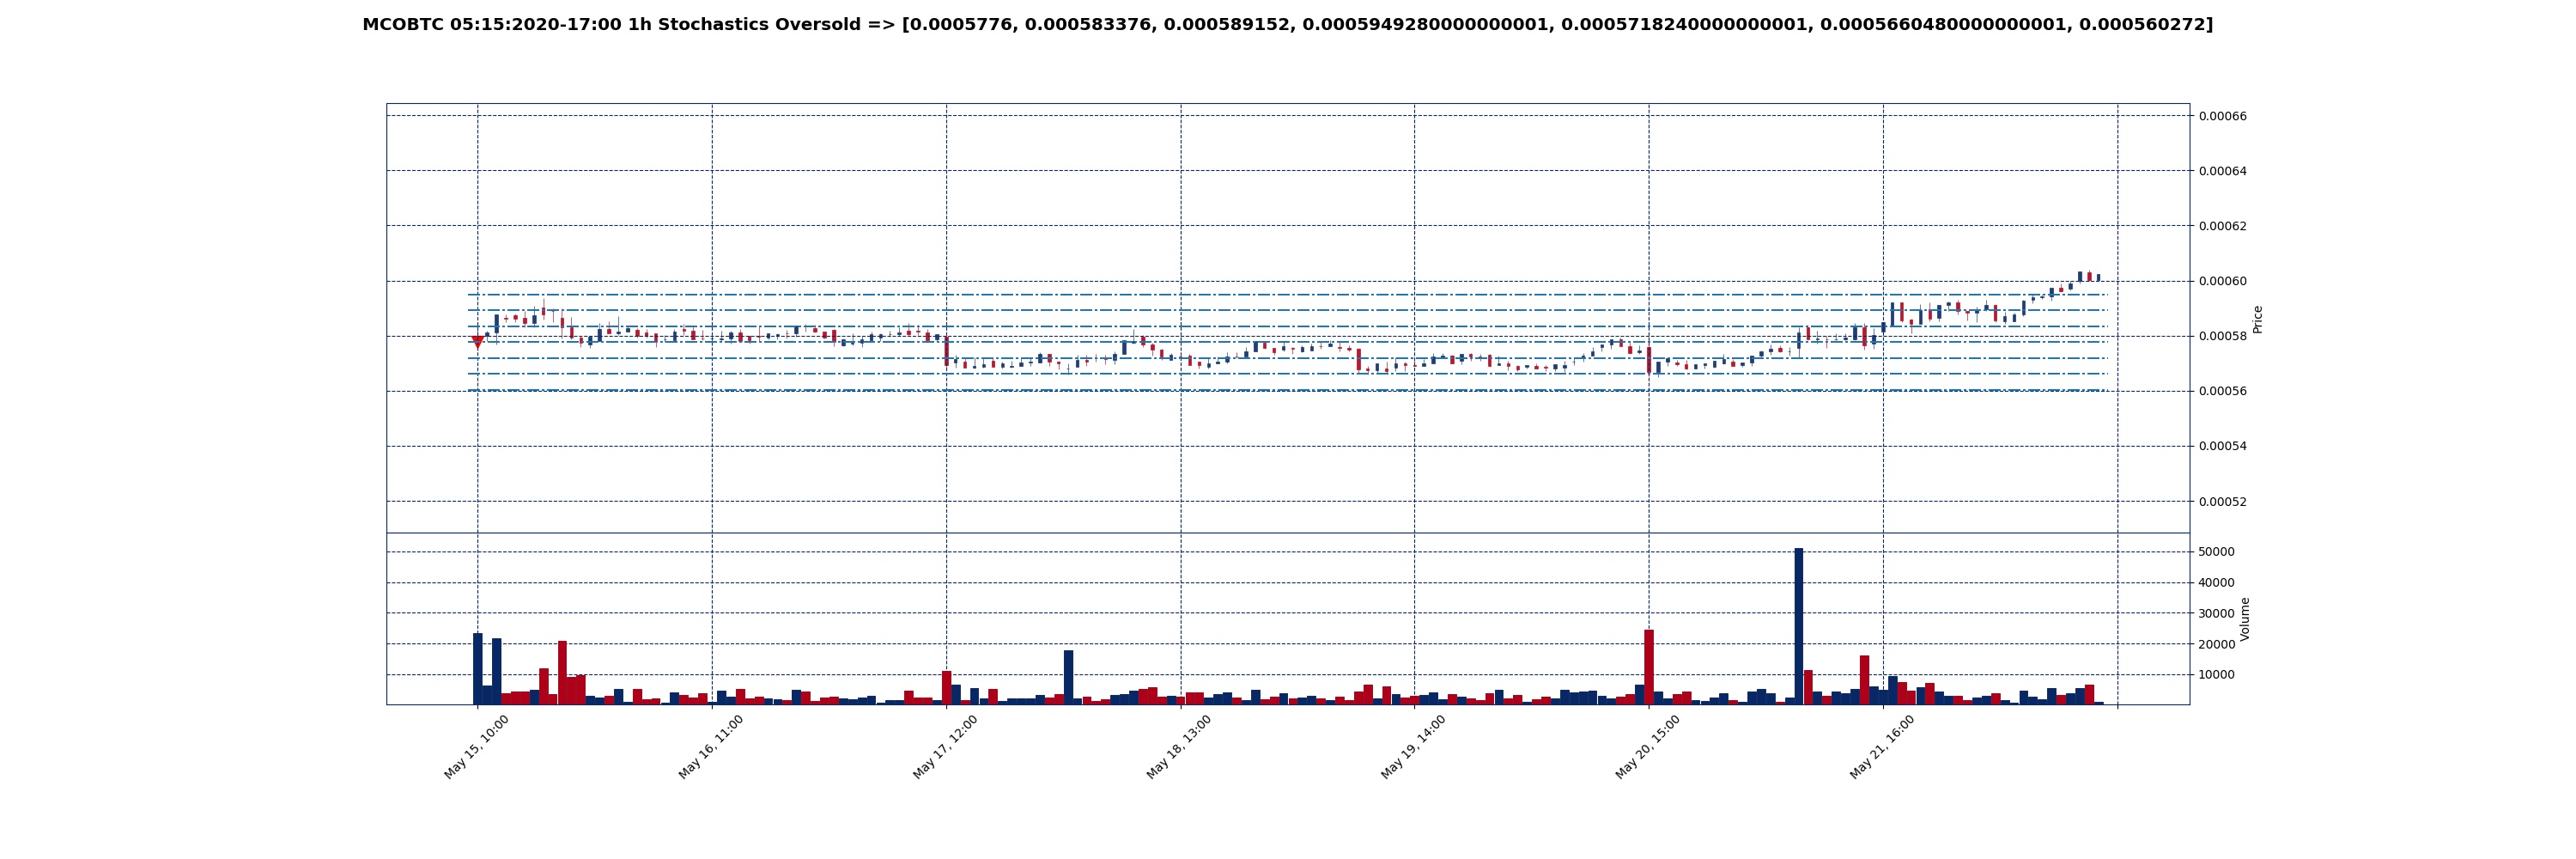 MCOBTC 05:15:2020-17:00 1h Stochastics Oversold => [0.0005776, 0.000583376, 0.000589152, 0.0005949280000000001, 0.0005718240000000001, 0.0005660480000000001, 0.000560272]
0.00066
0.00064
0.00062
0.00060
0.00058
0.00056
0.00054
0.00052
Price
50000
40000
30000
20000
10000
Volume
May 15, 10:00
May 16, 11:00
May 17, 12:00
May 18, 13:00
May 19, 14:00
May 20, 15:00
May 21, 16:00